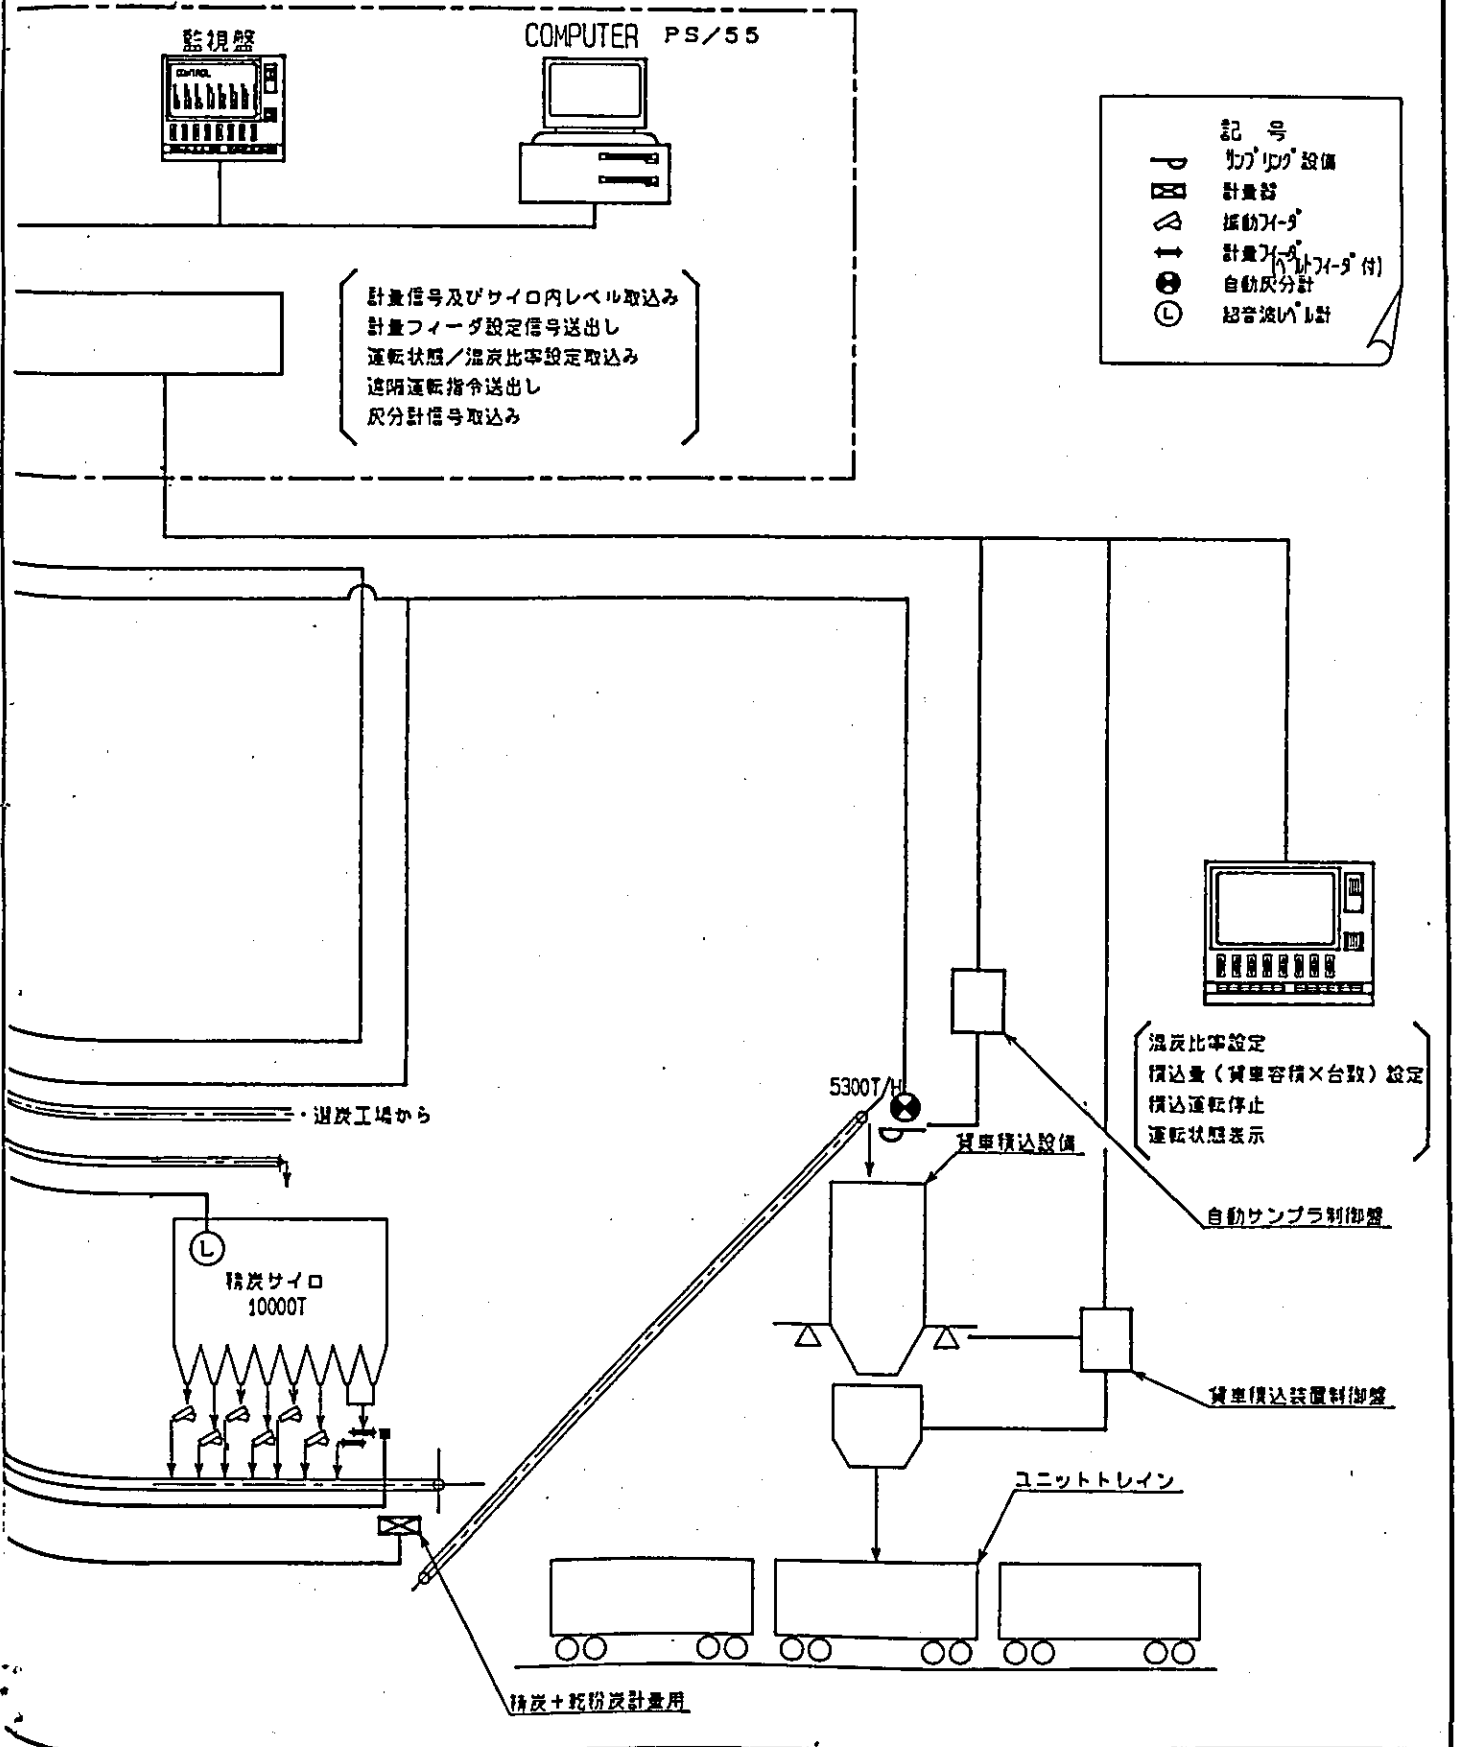 監視盤
CONTROL
COMPUTER PS/55
記 号
サンプリング設備
計量器
振動フィーダ
計量フィーダ
(ベルトフィーダ付)
自動灰分計
超音波レベル計
計量信号及びサイロ内レベル取込み
計量フィーダ設定信号送出し
運転状態/混炭比率設定取込み
遠隔運転指令送出し
灰分計信号取込み
混炭比率設定
積込量(貨車容積×台数)設定
積込運転停止
運転状態表示
5300T/H
選炭工場から
貨車積込設備
自動サンプラ制御盤
L
精炭サイロ
10000T
貨車積込装置制御盤
ユニットトレイン
精炭+乾粉炭計量用